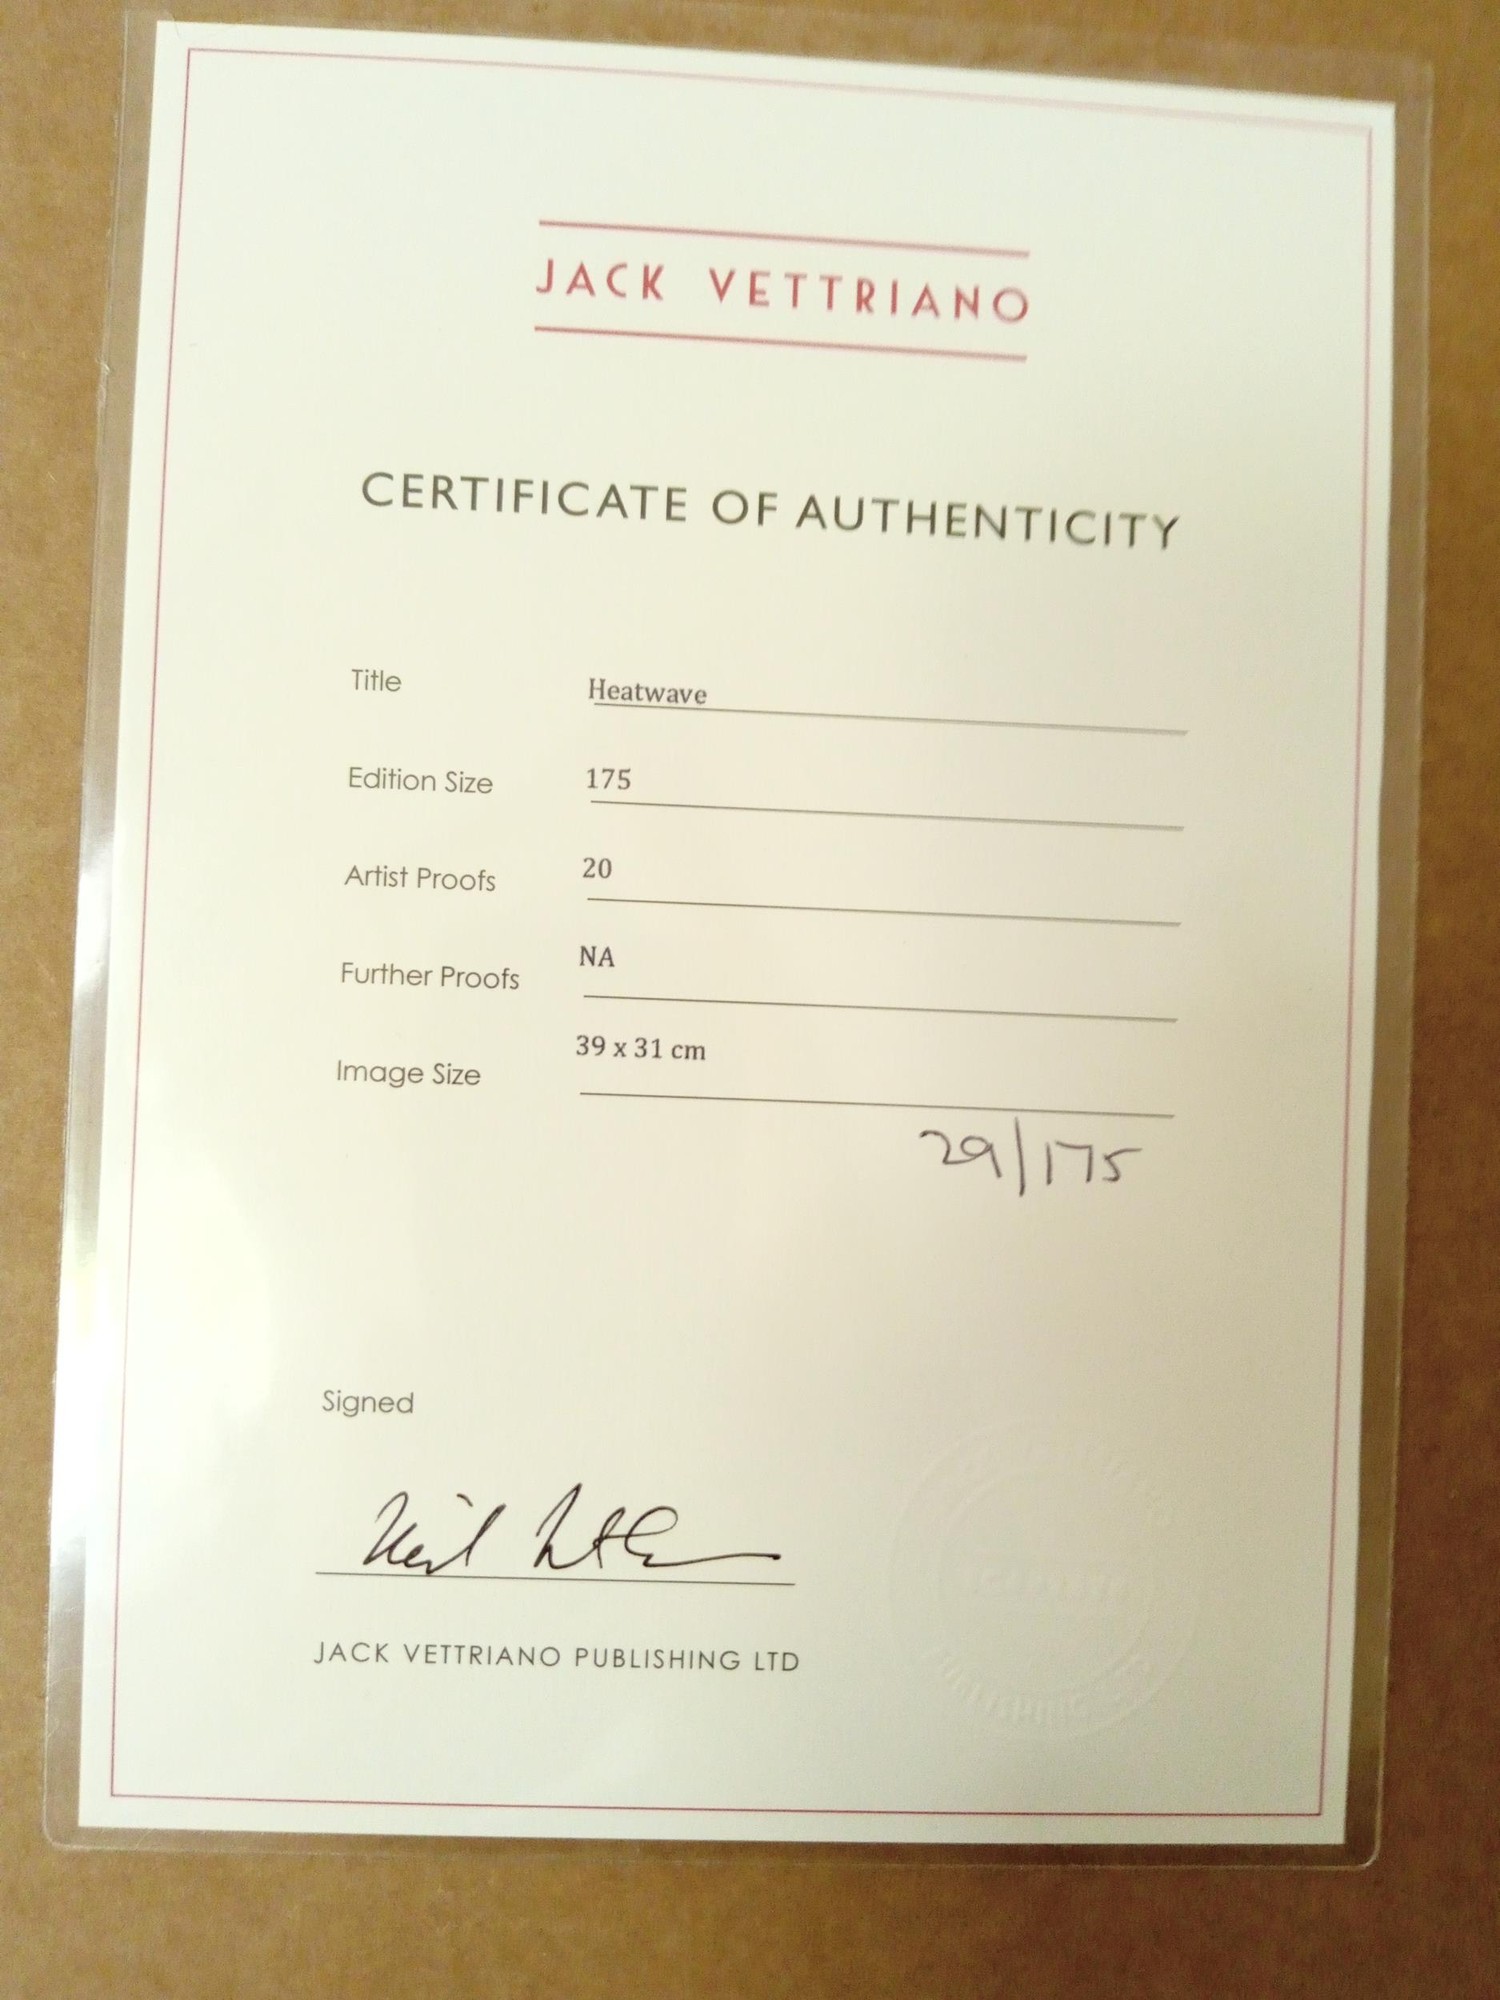 JACK VETTRIANO
CERTIFICATE OF AUTHENTICITY
Title Heatwave
Edition Size 175
Artist Proofs 20
Further Proofs NA
Image Size 39 x 31 cm
29/175
Signed
JACK VETTRIANO PUBLISHING LTD